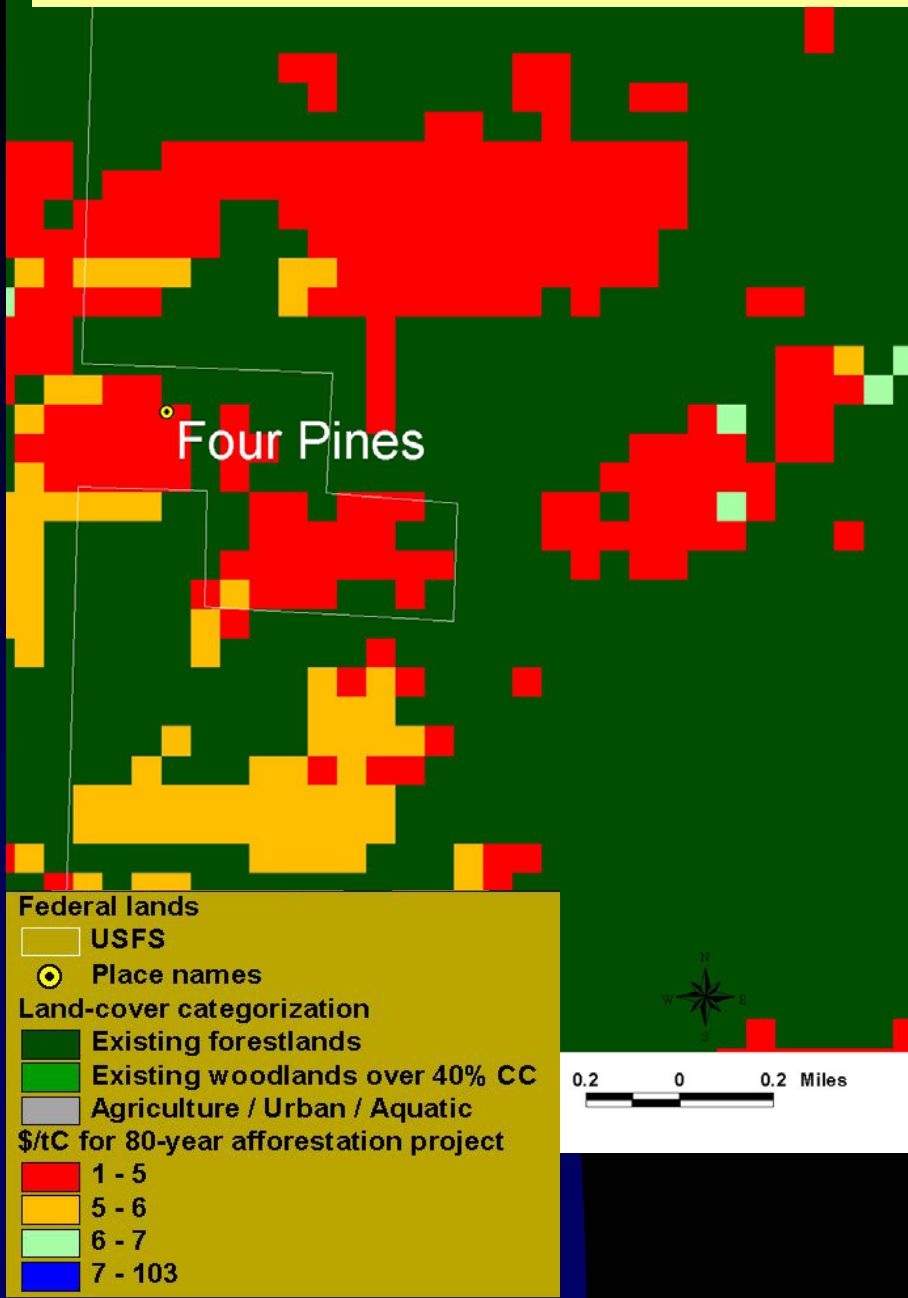 Four Pines
Federal lands
USFS
Place names
Land-cover categorization
Existing forestlands
Existing woodlands over 40% CC
Agriculture / Urban / Aquatic
$/tC for 80-year afforestation project
1 - 5
5 - 6
6 - 7
7 - 103
N
W E
S
0.2 0 0.2 Miles